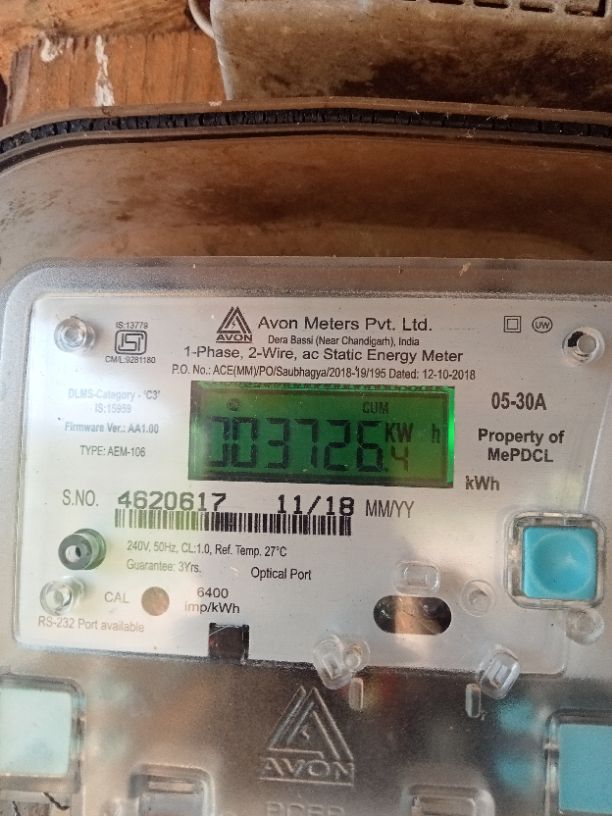 IS:13779
ISI
CM/L:9281180
AVON
Avon Meters Pvt. Ltd.
Dera Bassi (Near Chandigarh), India
1-Phase, 2-Wire, ac Static Energy Meter
P.O. No.: ACE(MM)/PO/Saubhagya/2018-19/195 Dated: 12-10-2018
UW
DLMS-Category - 'C3'
IS:15959
Firmware Ver.: AA1.00
TYPE: AEM-106
CUM
003726.4 KW h
kWh
05-30A
Property of
MePDCL
S.NO. 4620617 11/18 MM/YY
240V, 50Hz, CL:1.0, Ref. Temp. 27°C
Guarantee: 3Yrs.
Optical Port
CAL
6400
imp/kWh
RS-232 Port available
AVON